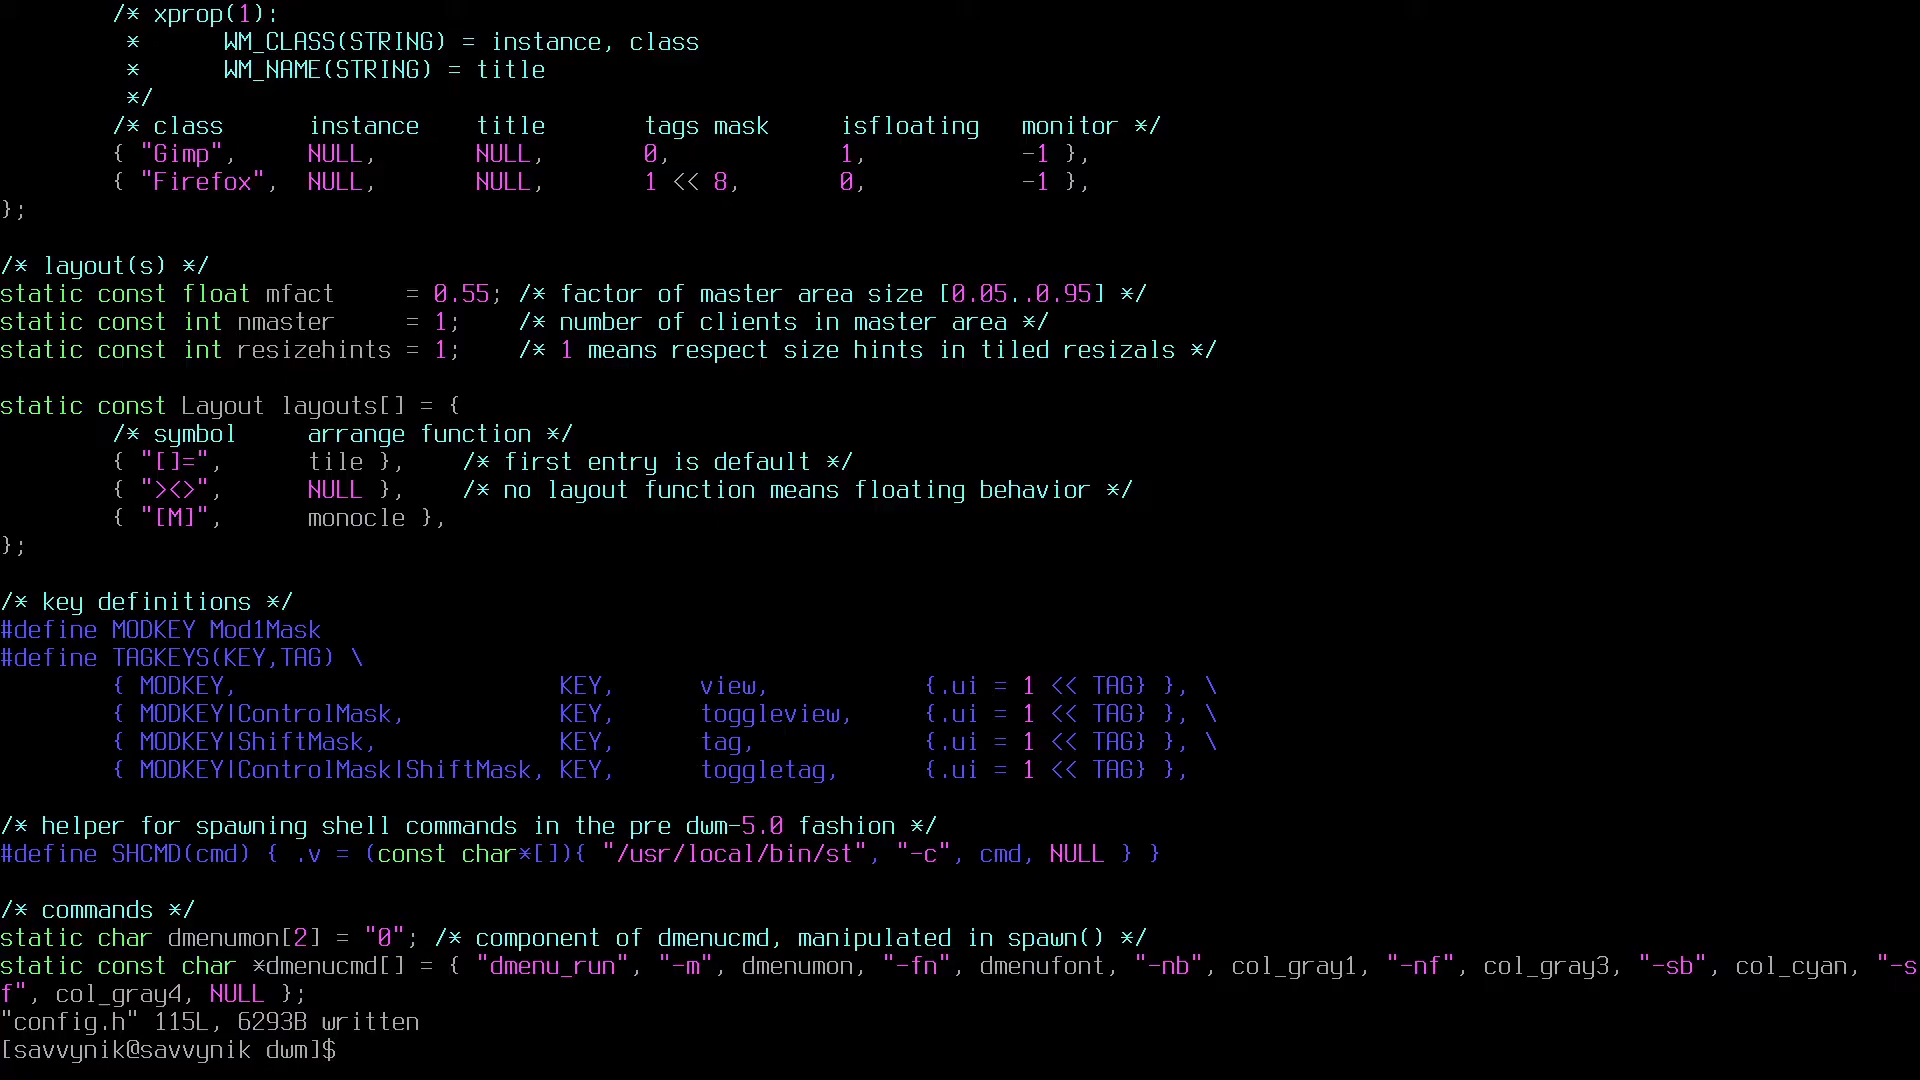 /* xprop(1):
 *      WM_CLASS(STRING) = instance, class
 *      WM_NAME(STRING) = title
 */
/* class      instance    title       tags mask     isfloating   monitor */
{ "Gimp",     NULL,       NULL,       0,            1,           -1 },
{ "Firefox",  NULL,       NULL,       1 << 8,       0,           -1 },
};
/* layout(s) */
static const float mfact     = 0.55; /* factor of master area size [0.05..0.95] */
static const int nmaster     = 1;    /* number of clients in master area */
static const int resizehints = 1;    /* 1 means respect size hints in tiled resizals */
static const Layout layouts[] = {
/* symbol     arrange function */
{ "[]=",      tile },    /* first entry is default */
{ "><>",      NULL },    /* no layout function means floating behavior */
{ "[M]",      monocle },
};
/* key definitions */
#define MODKEY Mod1Mask
#define TAGKEYS(KEY,TAG) \
{ MODKEY,                       KEY,      view,           {.ui = 1 << TAG} }, \
{ MODKEY|ControlMask,           KEY,      toggleview,     {.ui = 1 << TAG} }, \
{ MODKEY|ShiftMask,             KEY,      tag,            {.ui = 1 << TAG} }, \
{ MODKEY|ControlMask|ShiftMask, KEY,      toggletag,      {.ui = 1 << TAG} },
/* helper for spawning shell commands in the pre dwm-5.0 fashion */
#define SHCMD(cmd) { .v = (const char*[]){ "/usr/local/bin/st", "-c", cmd, NULL } }
/* commands */
static char dmenumon[2] = "0"; /* component of dmenucmd, manipulated in spawn() */
static const char *dmenucmd[] = { "dmenu_run", "-m", dmenumon, "-fn", dmenufont, "-nb", col_gray1, "-nf", col_gray3, "-sb", col_cyan, "-s
f", col_gray4, NULL };
"config.h" 115L, 6293B written
[savvynik@savvynik dwm]$